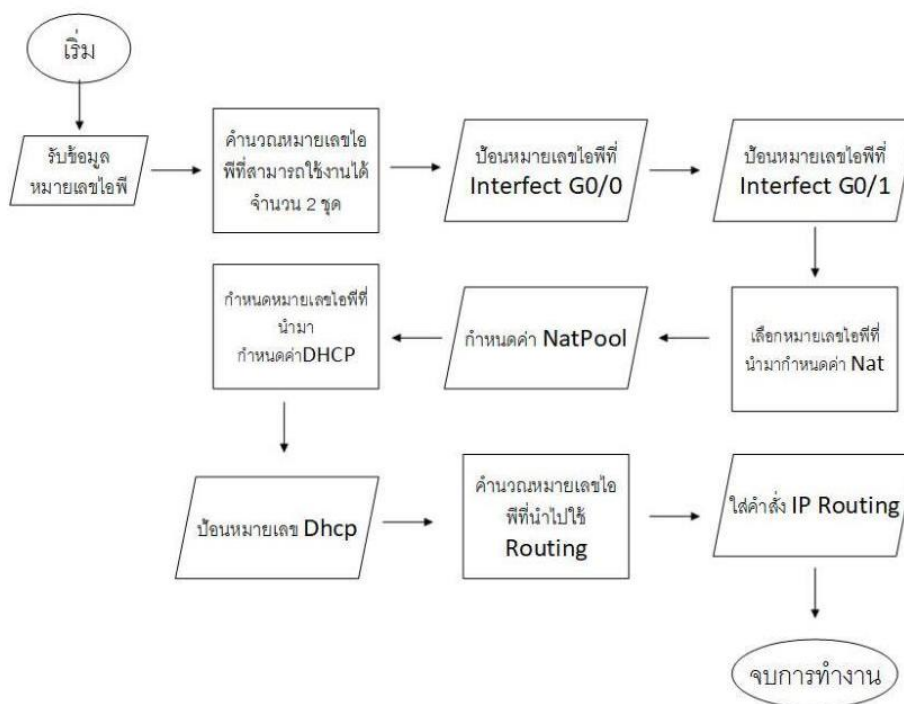 เริ่ม
รับข้อมูล
หมายเลขไอพี
คำนวณหมายเลขไอ
พีที่สามารถใช้งานได้
จำนวน 2 ชุด
ป้อนหมายเลขไอพีที่
Interfect G0/0
ป้อนหมายเลขไอพีที่
Interfect G0/1
เลือกหมายเลขไอพีที่
นำมากำหนดค่า Nat
กำหนดค่า NatPool
กำหนดหมายเลขไอพีที่
นำมา
กำหนดค่าDHCP
ป้อนหมายเลข Dhcp
คำนวณหมายเลขไอ
พีที่นำไปใช้
Routing
ใส่คำสั่ง IP Routing
จบการทำงาน